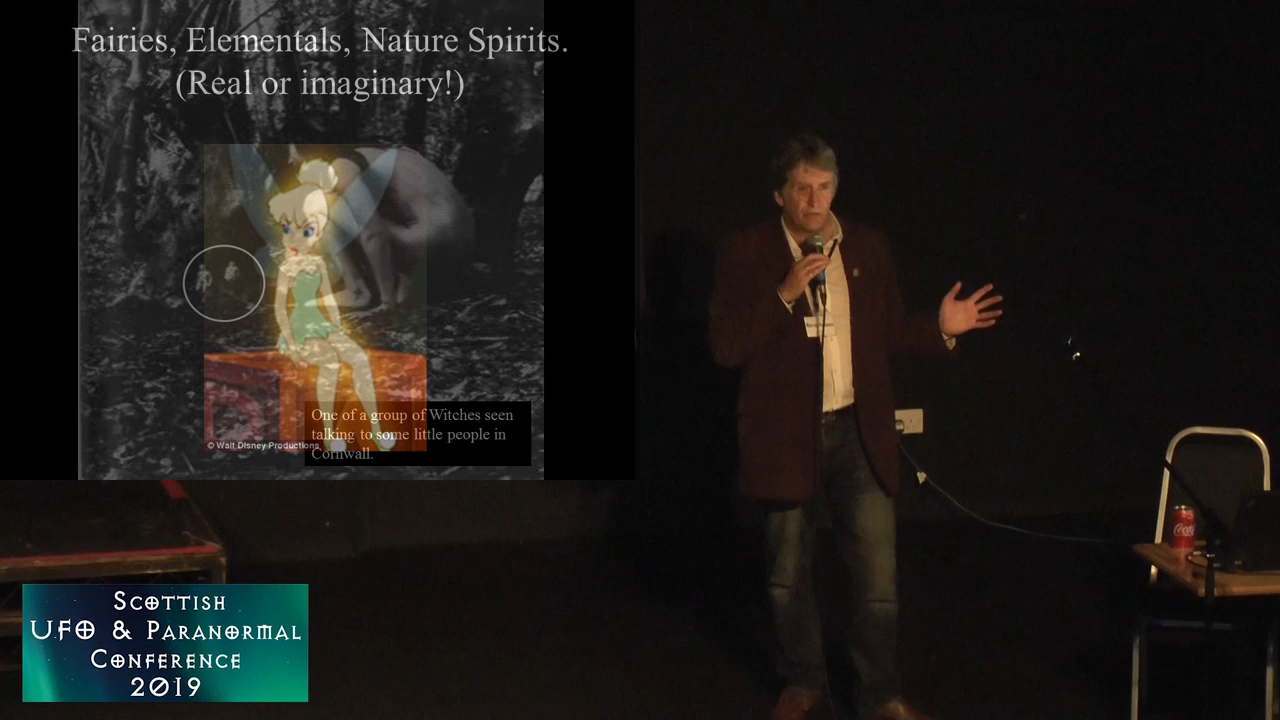 Fairies, Elementals, Nature Spirits.
(Real or imaginary!)
One of a group of Witches seen
talking to some little people in
Cornwall.
© Walt Disney Productions
Scottish
UFO & Paranormal
Conference
2019